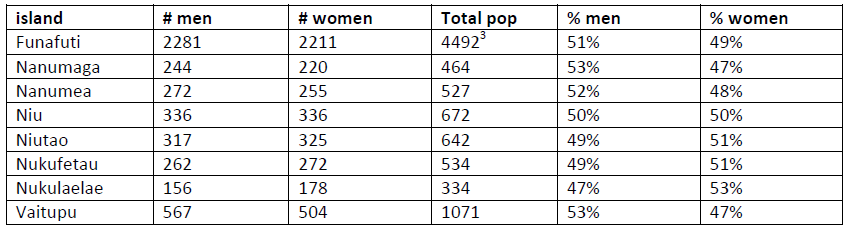 island # men # women Total pop % men % women
Funafuti 2281 2211 4492³ 51% 49%
Nanumaga 244 220 464 53% 47%
Nanumea 272 255 527 52% 48%
Niu 336 336 672 50% 50%
Niutao 317 325 642 49% 51%
Nukufetau 262 272 534 49% 51%
Nukulaelae 156 178 334 47% 53%
Vaitupu 567 504 1071 53% 47%